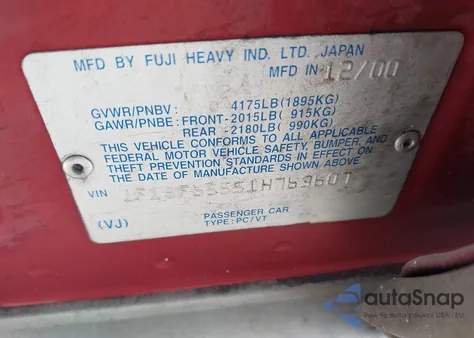 MFD BY FUJI HEAVY IND. LTD. JAPAN
MFD IN 12/00
GVWR/PNBV : 4175LB(1895KG)
GAWR/PNBE: FRONT-2015LB( 915KG)
REAR -2180LB( 990KG)
THIS VEHICLE CONFORMS TO ALL APPLICABLE
FEDERAL MOTOR VEHICLE SAFETY, BUMPER, AND
THEFT PREVENTION STANDARDS IN EFFECT ON
THE DATE OF MANUFACTURE SHOWN ABOVE.
VIN
(VJ)
PASSENGER CAR
TYPE: PC/VT
autoSnap